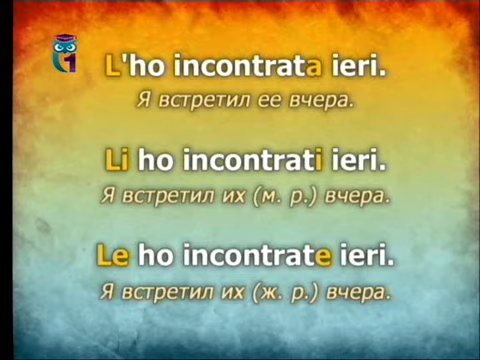 L'ho incontrata ieri.
Я встретил ее вчера.
Li ho incontrati ieri.
Я встретил их (м. р.) вчера.
Le ho incontrate ieri.
Я встретил их (ж. р.) вчера.
1